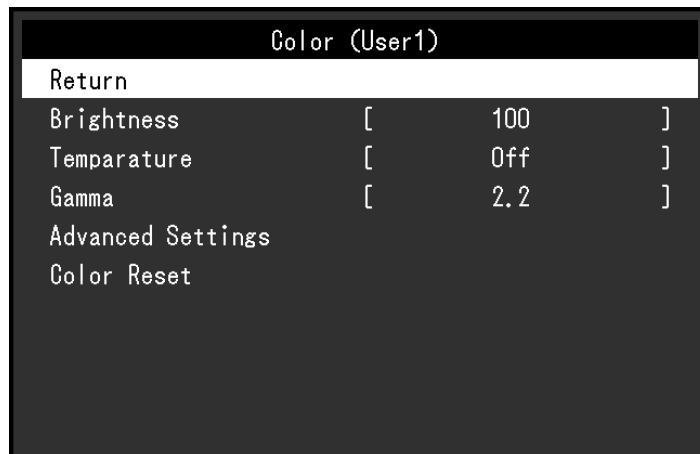 Color (User1)
Return
Brightness [ 100 ]
Temparature [ Off ]
Gamma [ 2.2 ]
Advanced Settings
Color Reset